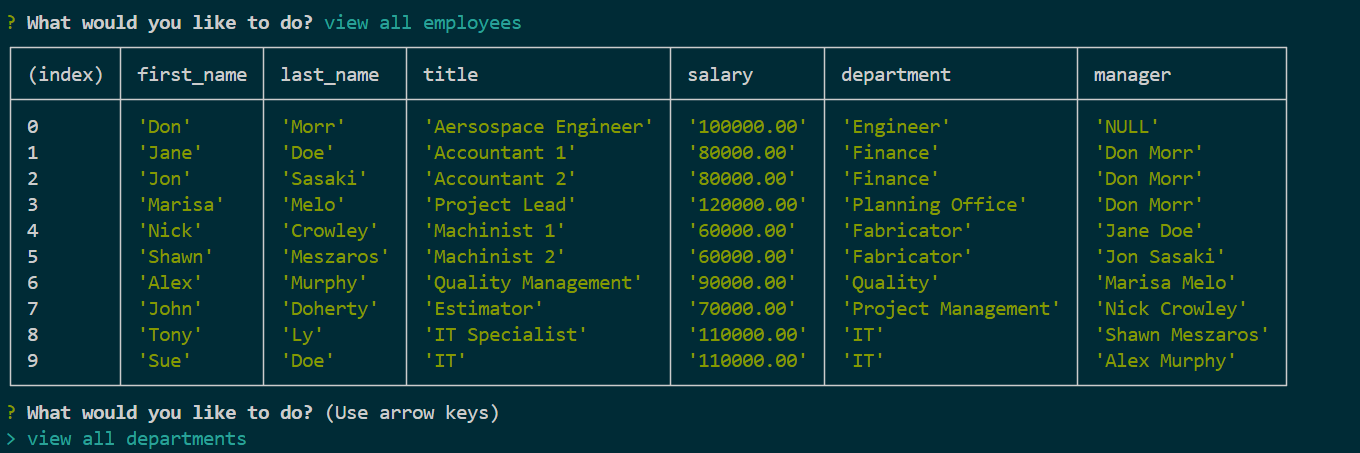 ? What would you like to do? view all employees
(index) first_name last_name title salary department manager
0 'Don' 'Morr' 'Aersospace Engineer' '100000.00' 'Engineer' 'NULL'
1 'Jane' 'Doe' 'Accountant 1' '80000.00' 'Finance' 'Don Morr'
2 'Jon' 'Sasaki' 'Accountant 2' '80000.00' 'Finance' 'Don Morr'
3 'Marisa' 'Melo' 'Project Lead' '120000.00' 'Planning Office' 'Don Morr'
4 'Nick' 'Crowley' 'Machinist 1' '60000.00' 'Fabricator' 'Jane Doe'
5 'Shawn' 'Meszaros' 'Machinist 2' '60000.00' 'Fabricator' 'Jon Sasaki'
6 'Alex' 'Murphy' 'Quality Management' '90000.00' 'Quality' 'Marisa Melo'
7 'John' 'Doherty' 'Estimator' '70000.00' 'Project Management' 'Nick Crowley'
8 'Tony' 'Ly' 'IT Specialist' '110000.00' 'IT' 'Shawn Meszaros'
9 'Sue' 'Doe' 'IT' '110000.00' 'IT' 'Alex Murphy'
? What would you like to do? (Use arrow keys)
> view all departments